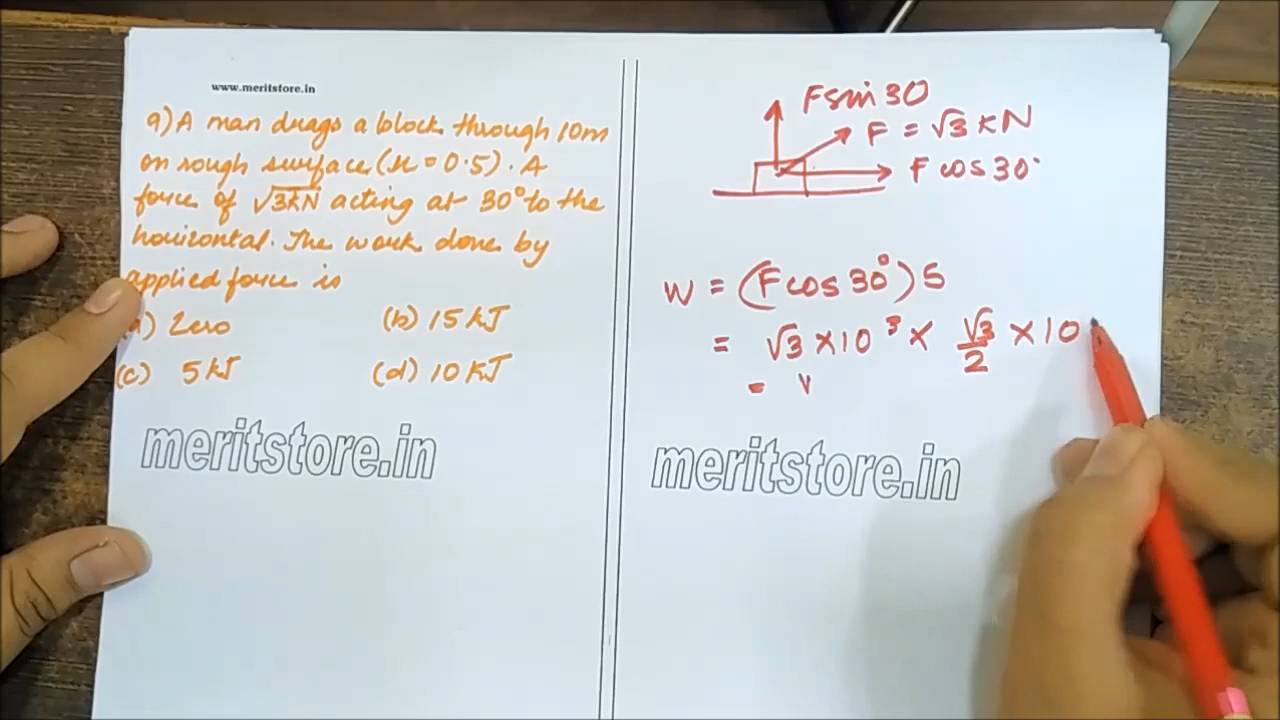 www.meritstore.in
9) A man drags a block through 10m
on rough surface (μ = 0.5). A
force of √3KN acting at 30° to the
horizontal. The work done by
applied force is
a) Zero
(b) 15 kJ
(c) 5 kJ
(d) 10 KJ
meritstore.in
F sin 30
F = √3 KN
F cos 30°
W = (F cos 30°) S
= √3 × 10³ × √3/2 × 10
=
meritstore.in